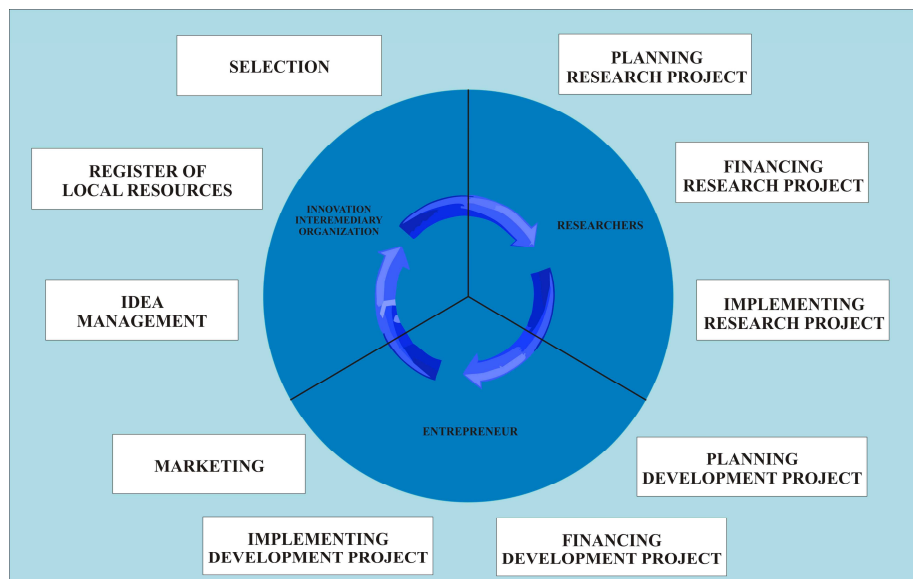 SELECTION
PLANNING
RESEARCH PROJECT
REGISTER OF
LOCAL RESOURCES
FINANCING
RESEARCH PROJECT
INNOVATION
INTEREMEDIARY
ORGANIZATION
RESEARCHERS
IDEA
MANAGEMENT
IMPLEMENTING
RESEARCH PROJECT
ENTREPRENEUR
MARKETING
PLANNING
DEVELOPMENT PROJECT
IMPLEMENTING
DEVELOPMENT PROJECT
FINANCING
DEVELOPMENT PROJECT